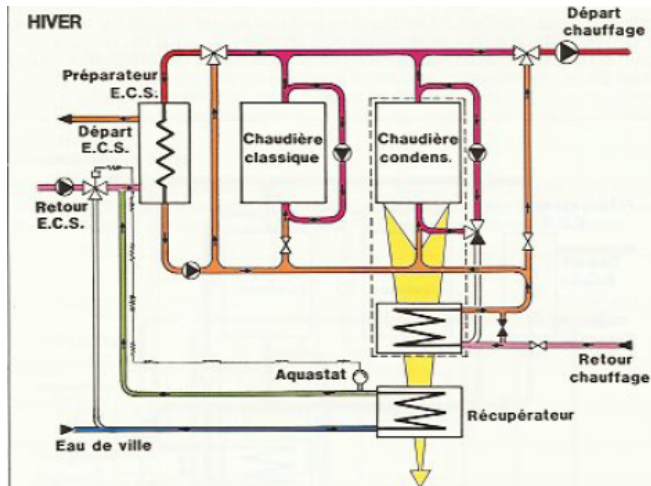 HIVER
Départ
chauffage
Préparateur
E.C.S.
Départ
E.C.S.
Chaudière
classique
Chaudière
condens.
Retour
E.C.S.
Aquastat
Retour
chauffage
Récupérateur
Eau de ville